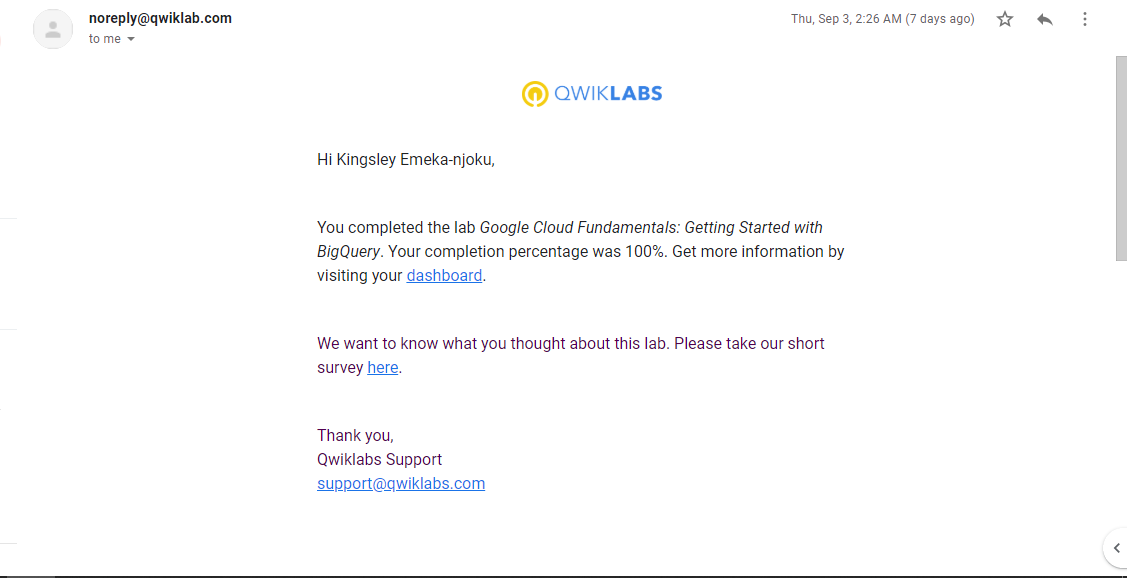 noreply@qwiklab.com
Thu, Sep 3, 2:26 AM (7 days ago)
to me
QWIKLABS
Hi Kingsley Emeka-njoku,
You completed the lab Google Cloud Fundamentals: Getting Started with
BigQuery. Your completion percentage was 100%. Get more information by
visiting your dashboard.
We want to know what you thought about this lab. Please take our short
survey here.
Thank you,
Qwiklabs Support
support@qwiklabs.com